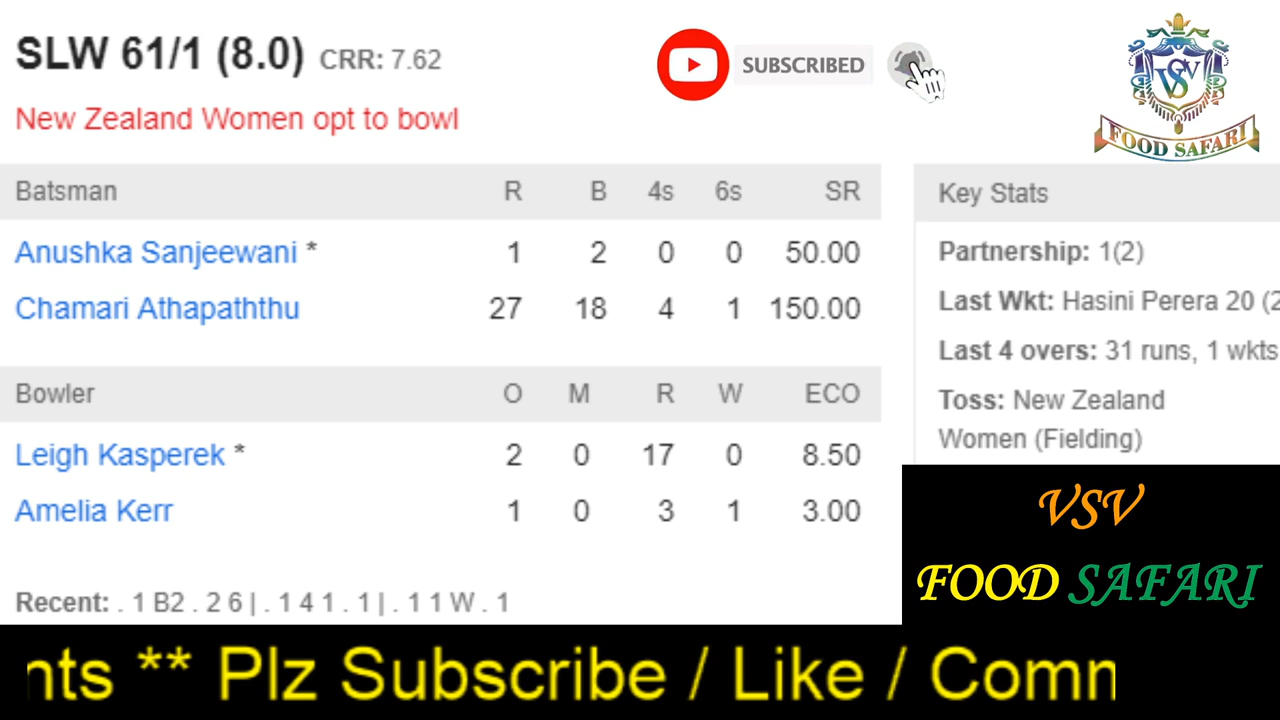 SLW 61/1 (8.0) CRR: 7.62
New Zealand Women opt to bowl
SUBSCRIBED
VSV
FOOD SAFARI
Batsman R B 4s 6s SR
Anushka Sanjeewani * 1 2 0 0 50.00
Chamari Athapaththu 27 18 4 1 150.00
Bowler O M R W ECO
Leigh Kasperek * 2 0 17 0 8.50
Amelia Kerr 1 0 3 1 3.00
Recent: . 1 B2 . 2 6 | . 1 4 1 . 1 | . 1 1 W . 1
Key Stats
Partnership: 1(2)
Last Wkt: Hasini Perera 20 (2
Last 4 overs: 31 runs, 1 wkts
Toss: New Zealand
Women (Fielding)
VSV
FOOD SAFARI
nts ** Plz Subscribe / Like / Comm